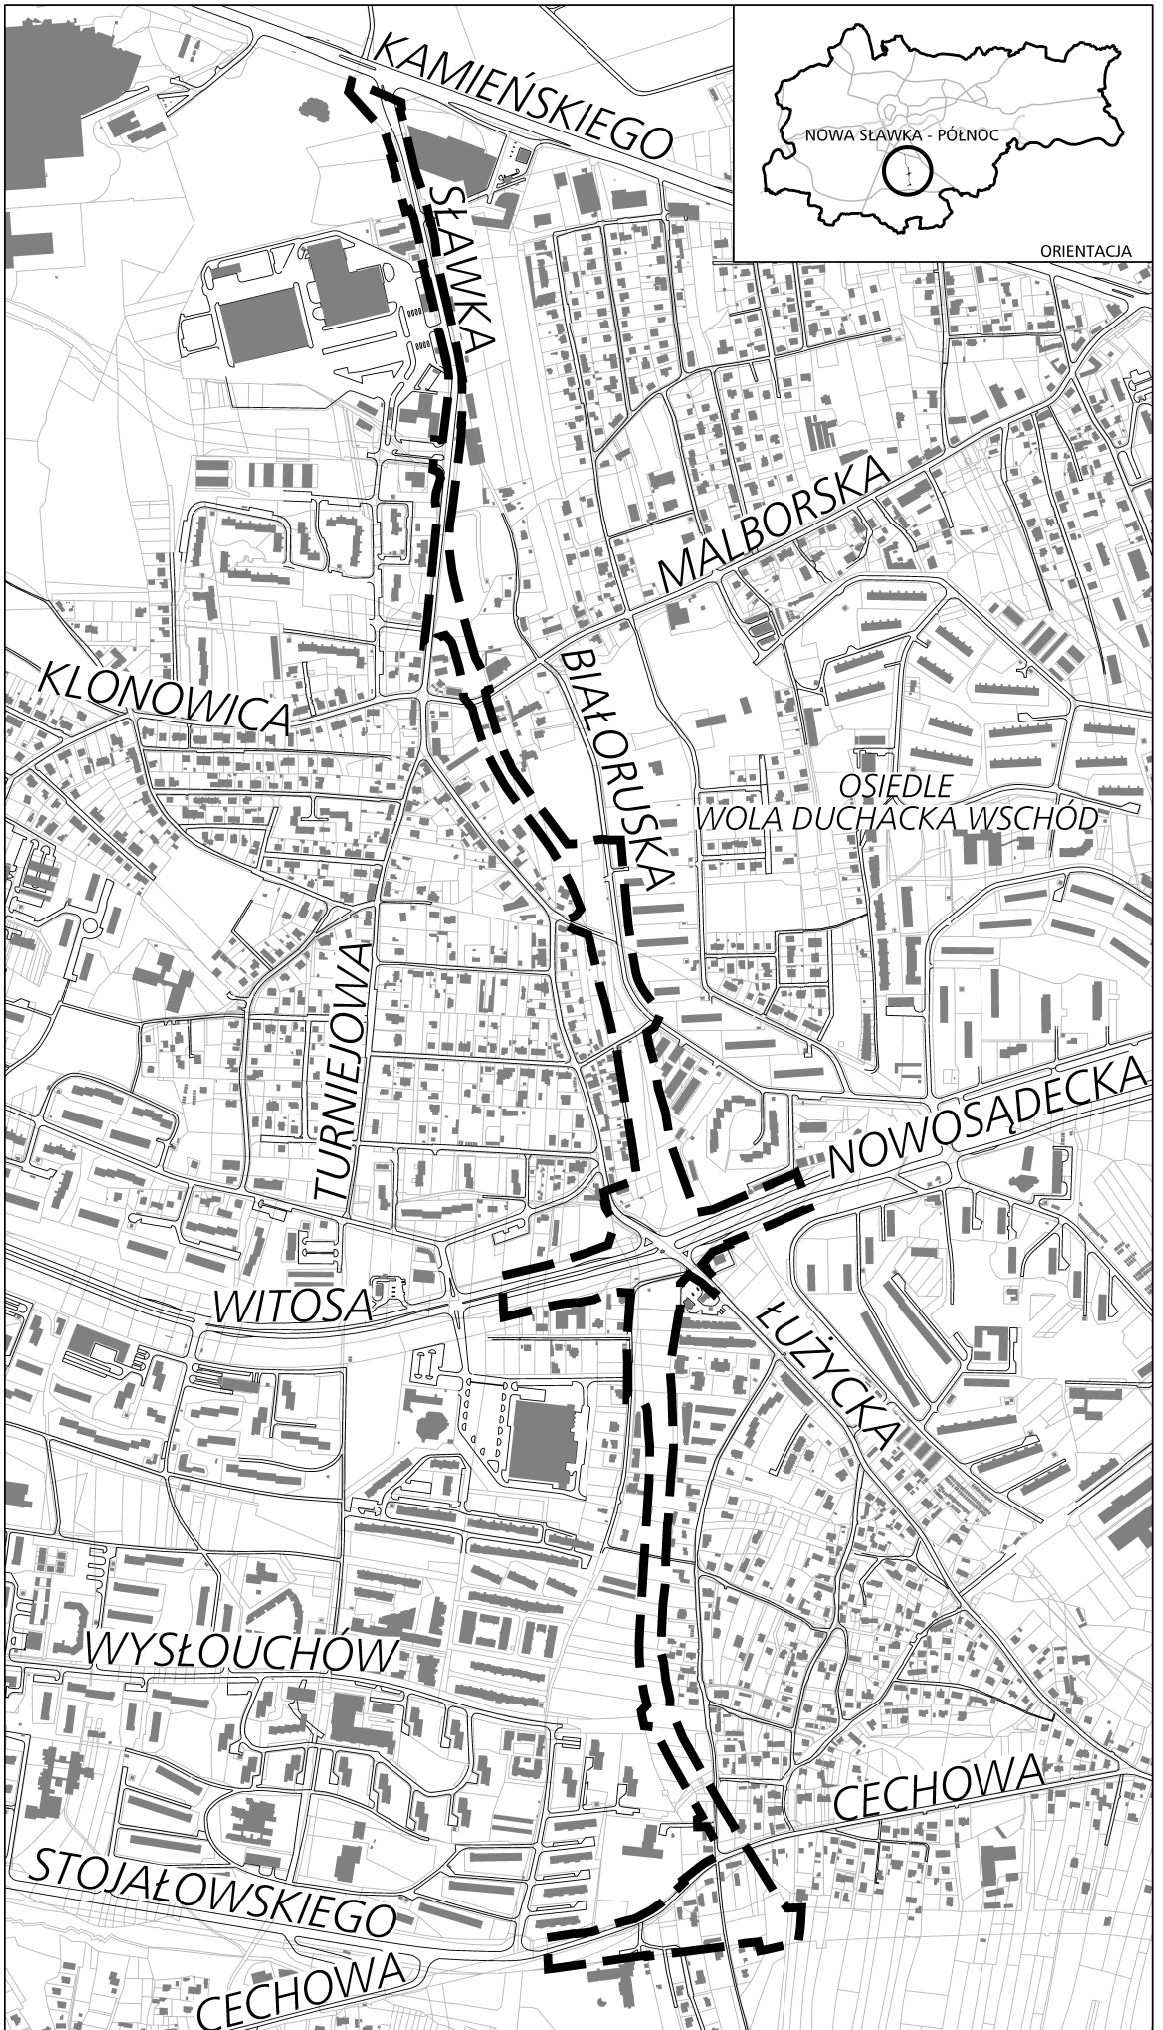 KAMIEŃSKIEGO
NOWA SŁAWKA - PÓŁNOC
ORIENTACJA
SŁAWKA
MALBORSKA
KLONOWICA
BIAŁORUSKA
OSIEDLE
WOLA DUCHACKA WSCHÓD
TURNIEJOWA
NOWOSĄDECKA
WITOSA
ŁUŻYCKA
WYSŁOUCHÓW
CECHOWA
STOJAŁOWSKIEGO
CECHOWA